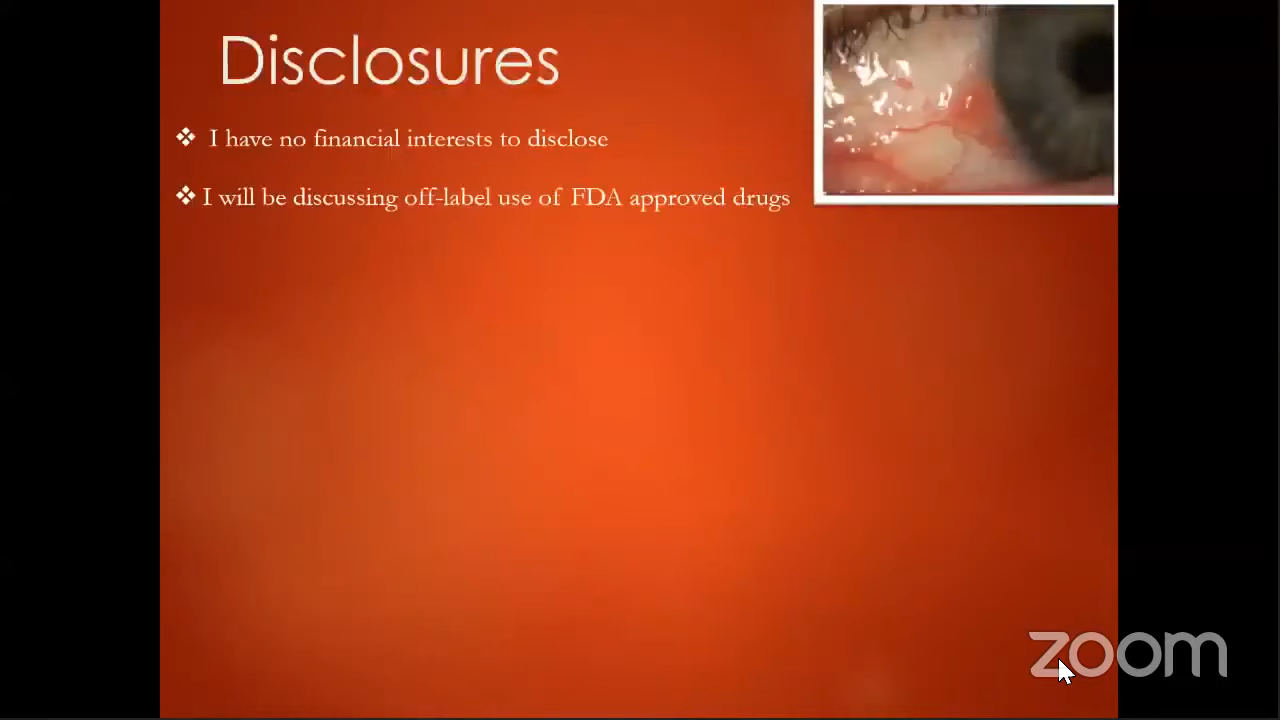 Disclosures
❖ I have no financial interests to disclose
❖ I will be discussing off-label use of FDA approved drugs
zoom